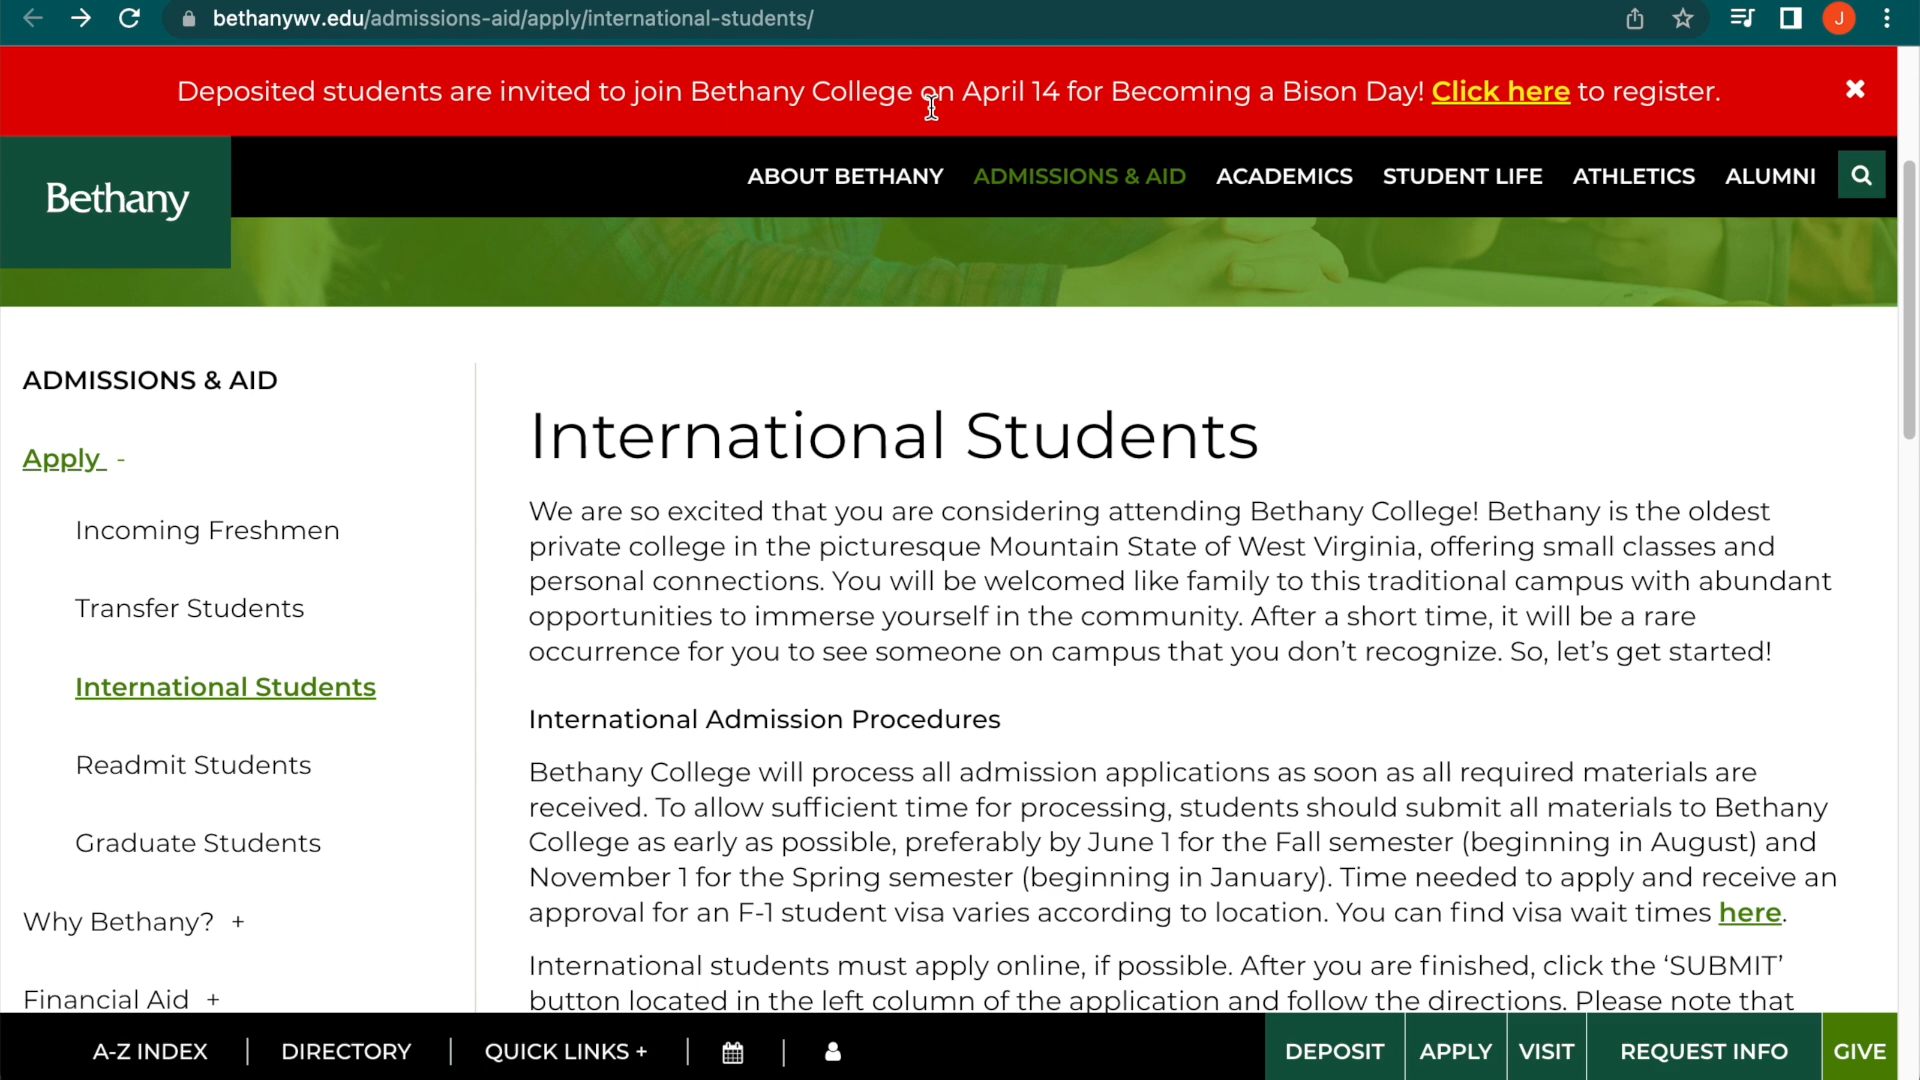 bethanywv.edu/admissions-aid/apply/international-students/
J
Deposited students are invited to join Bethany College on April 14 for Becoming a Bison Day! Click here to register.
Bethany
ABOUT BETHANY
ADMISSIONS & AID
ACADEMICS
STUDENT LIFE
ATHLETICS
ALUMNI
ADMISSIONS & AID
Apply -
Incoming Freshmen
Transfer Students
International Students
Readmit Students
Graduate Students
Why Bethany? +
Financial Aid +
International Students
We are so excited that you are considering attending Bethany College! Bethany is the oldest
private college in the picturesque Mountain State of West Virginia, offering small classes and
personal connections. You will be welcomed like family to this traditional campus with abundant
opportunities to immerse yourself in the community. After a short time, it will be a rare
occurrence for you to see someone on campus that you don’t recognize. So, let’s get started!
International Admission Procedures
Bethany College will process all admission applications as soon as all required materials are
received. To allow sufficient time for processing, students should submit all materials to Bethany
College as early as possible, preferably by June 1 for the Fall semester (beginning in August) and
November 1 for the Spring semester (beginning in January). Time needed to apply and receive an
approval for an F-1 student visa varies according to location. You can find visa wait times here.
International students must apply online, if possible. After you are finished, click the ‘SUBMIT’
button located in the left column of the application and follow the directions. Please note that
A-Z INDEX
DIRECTORY
QUICK LINKS +
DEPOSIT
APPLY
VISIT
REQUEST INFO
GIVE